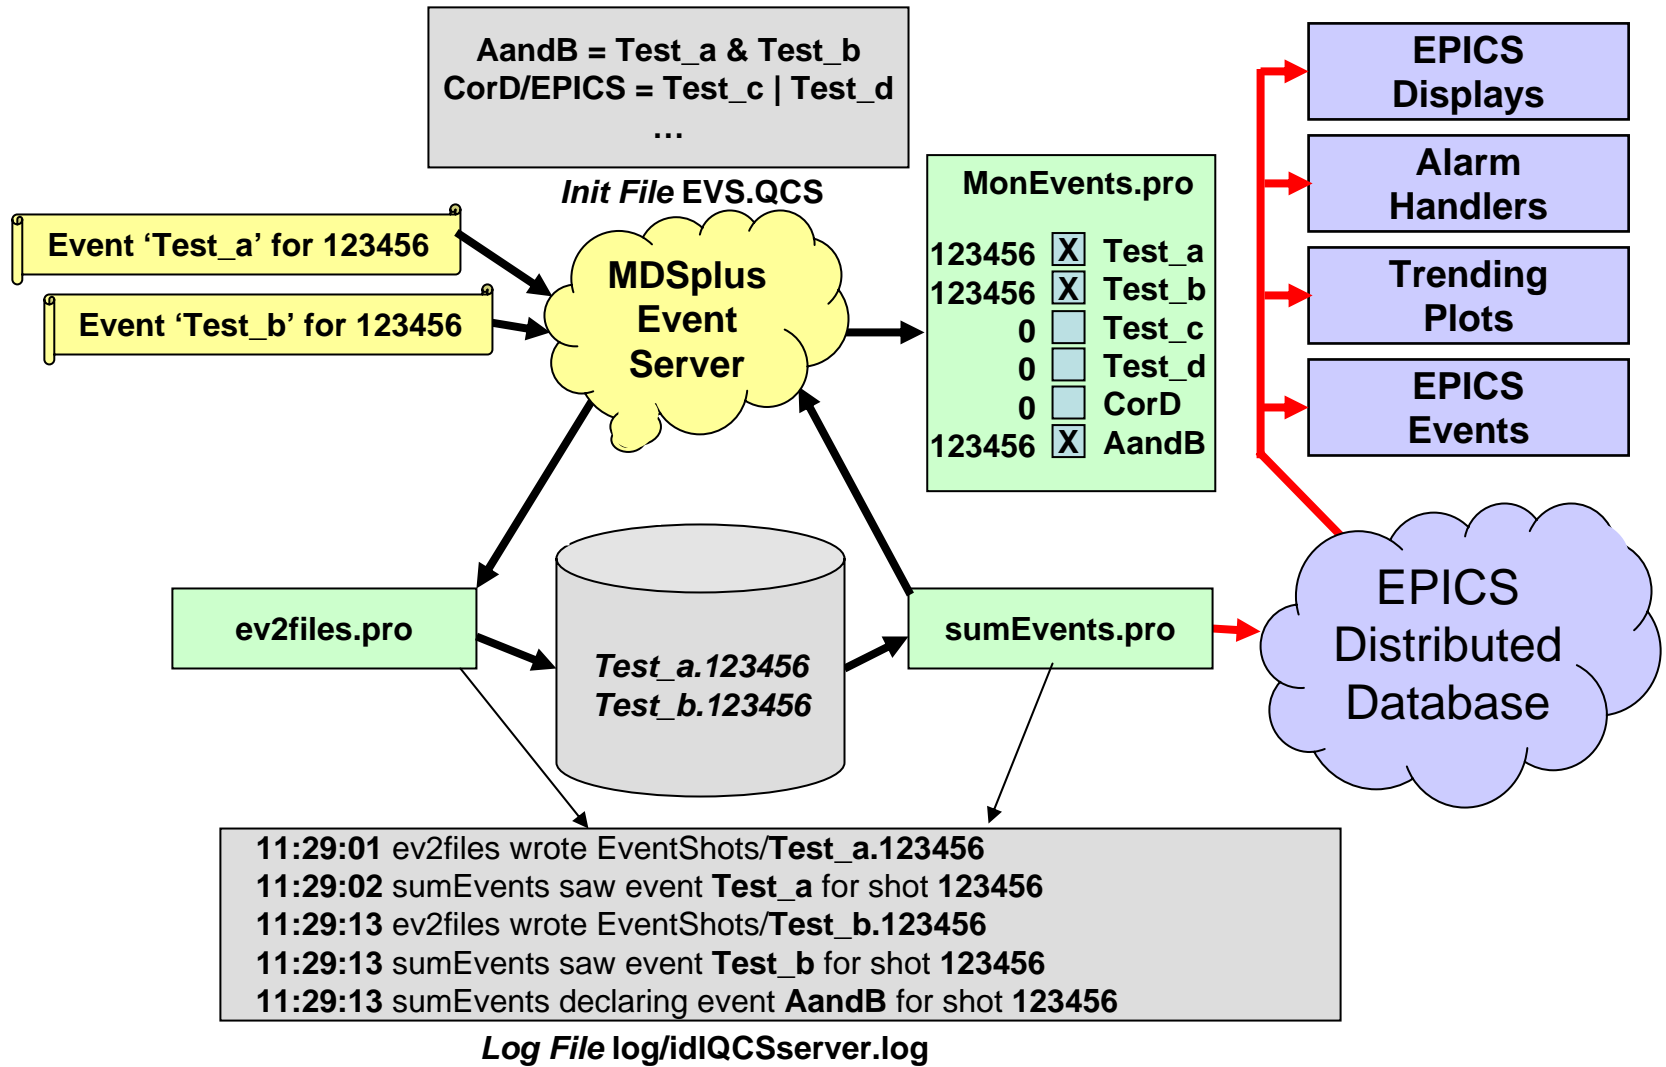 AandB = Test_a & Test_b
CorD/EPICS = Test_c | Test_d
...
Init File EVS.QCS
Event ‘Test_a’ for 123456
Event ‘Test_b’ for 123456
MDSplus
Event
Server
MonEvents.pro
123456 X Test_a
123456 X Test_b
0 Test_c
0 Test_d
0 CorD
123456 X AandB
EPICS
Displays
Alarm
Handlers
Trending
Plots
EPICS
Events
ev2files.pro
Test_a.123456
Test_b.123456
sumEvents.pro
EPICS
Distributed
Database
11:29:01 ev2files wrote EventShots/Test_a.123456
11:29:02 sumEvents saw event Test_a for shot 123456
11:29:13 ev2files wrote EventShots/Test_b.123456
11:29:13 sumEvents saw event Test_b for shot 123456
11:29:13 sumEvents declaring event AandB for shot 123456
Log File log/idlQCSserver.log